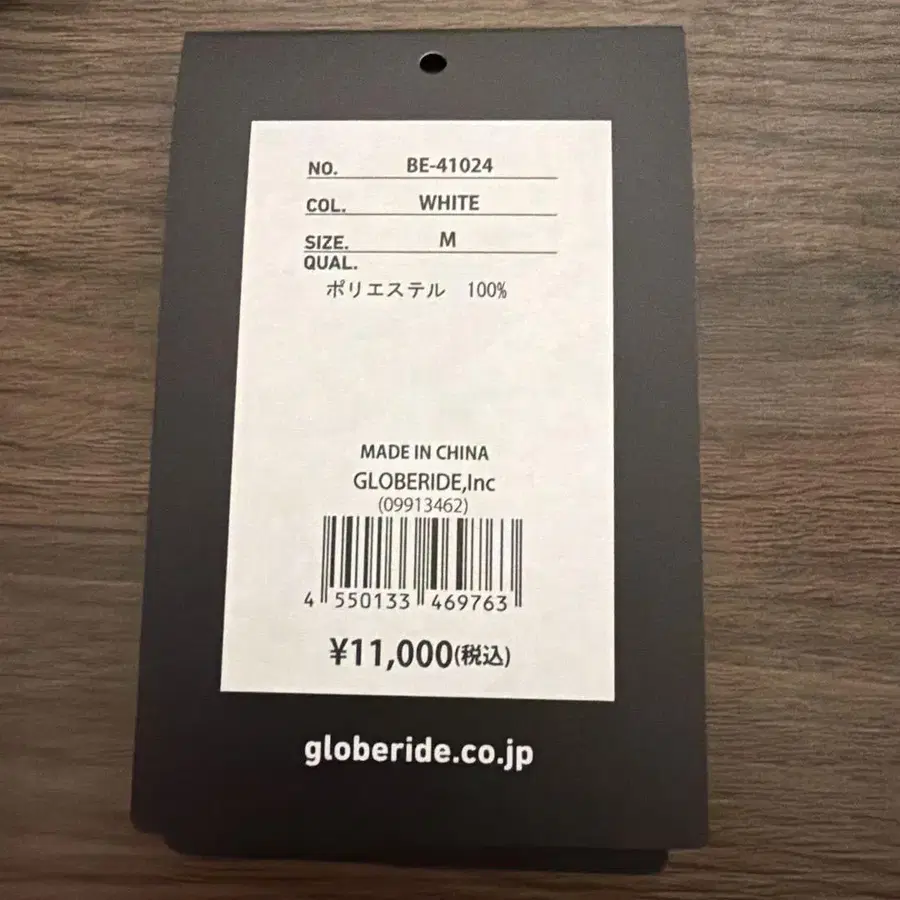 NO. BE-41024
COL. WHITE
SIZE. M
QUAL.
ポリエステル 100%
MADE IN CHINA
GLOBERIDE,Inc
(09913462)
4 550133 469763
¥11,000(税込)
globeride.co.jp